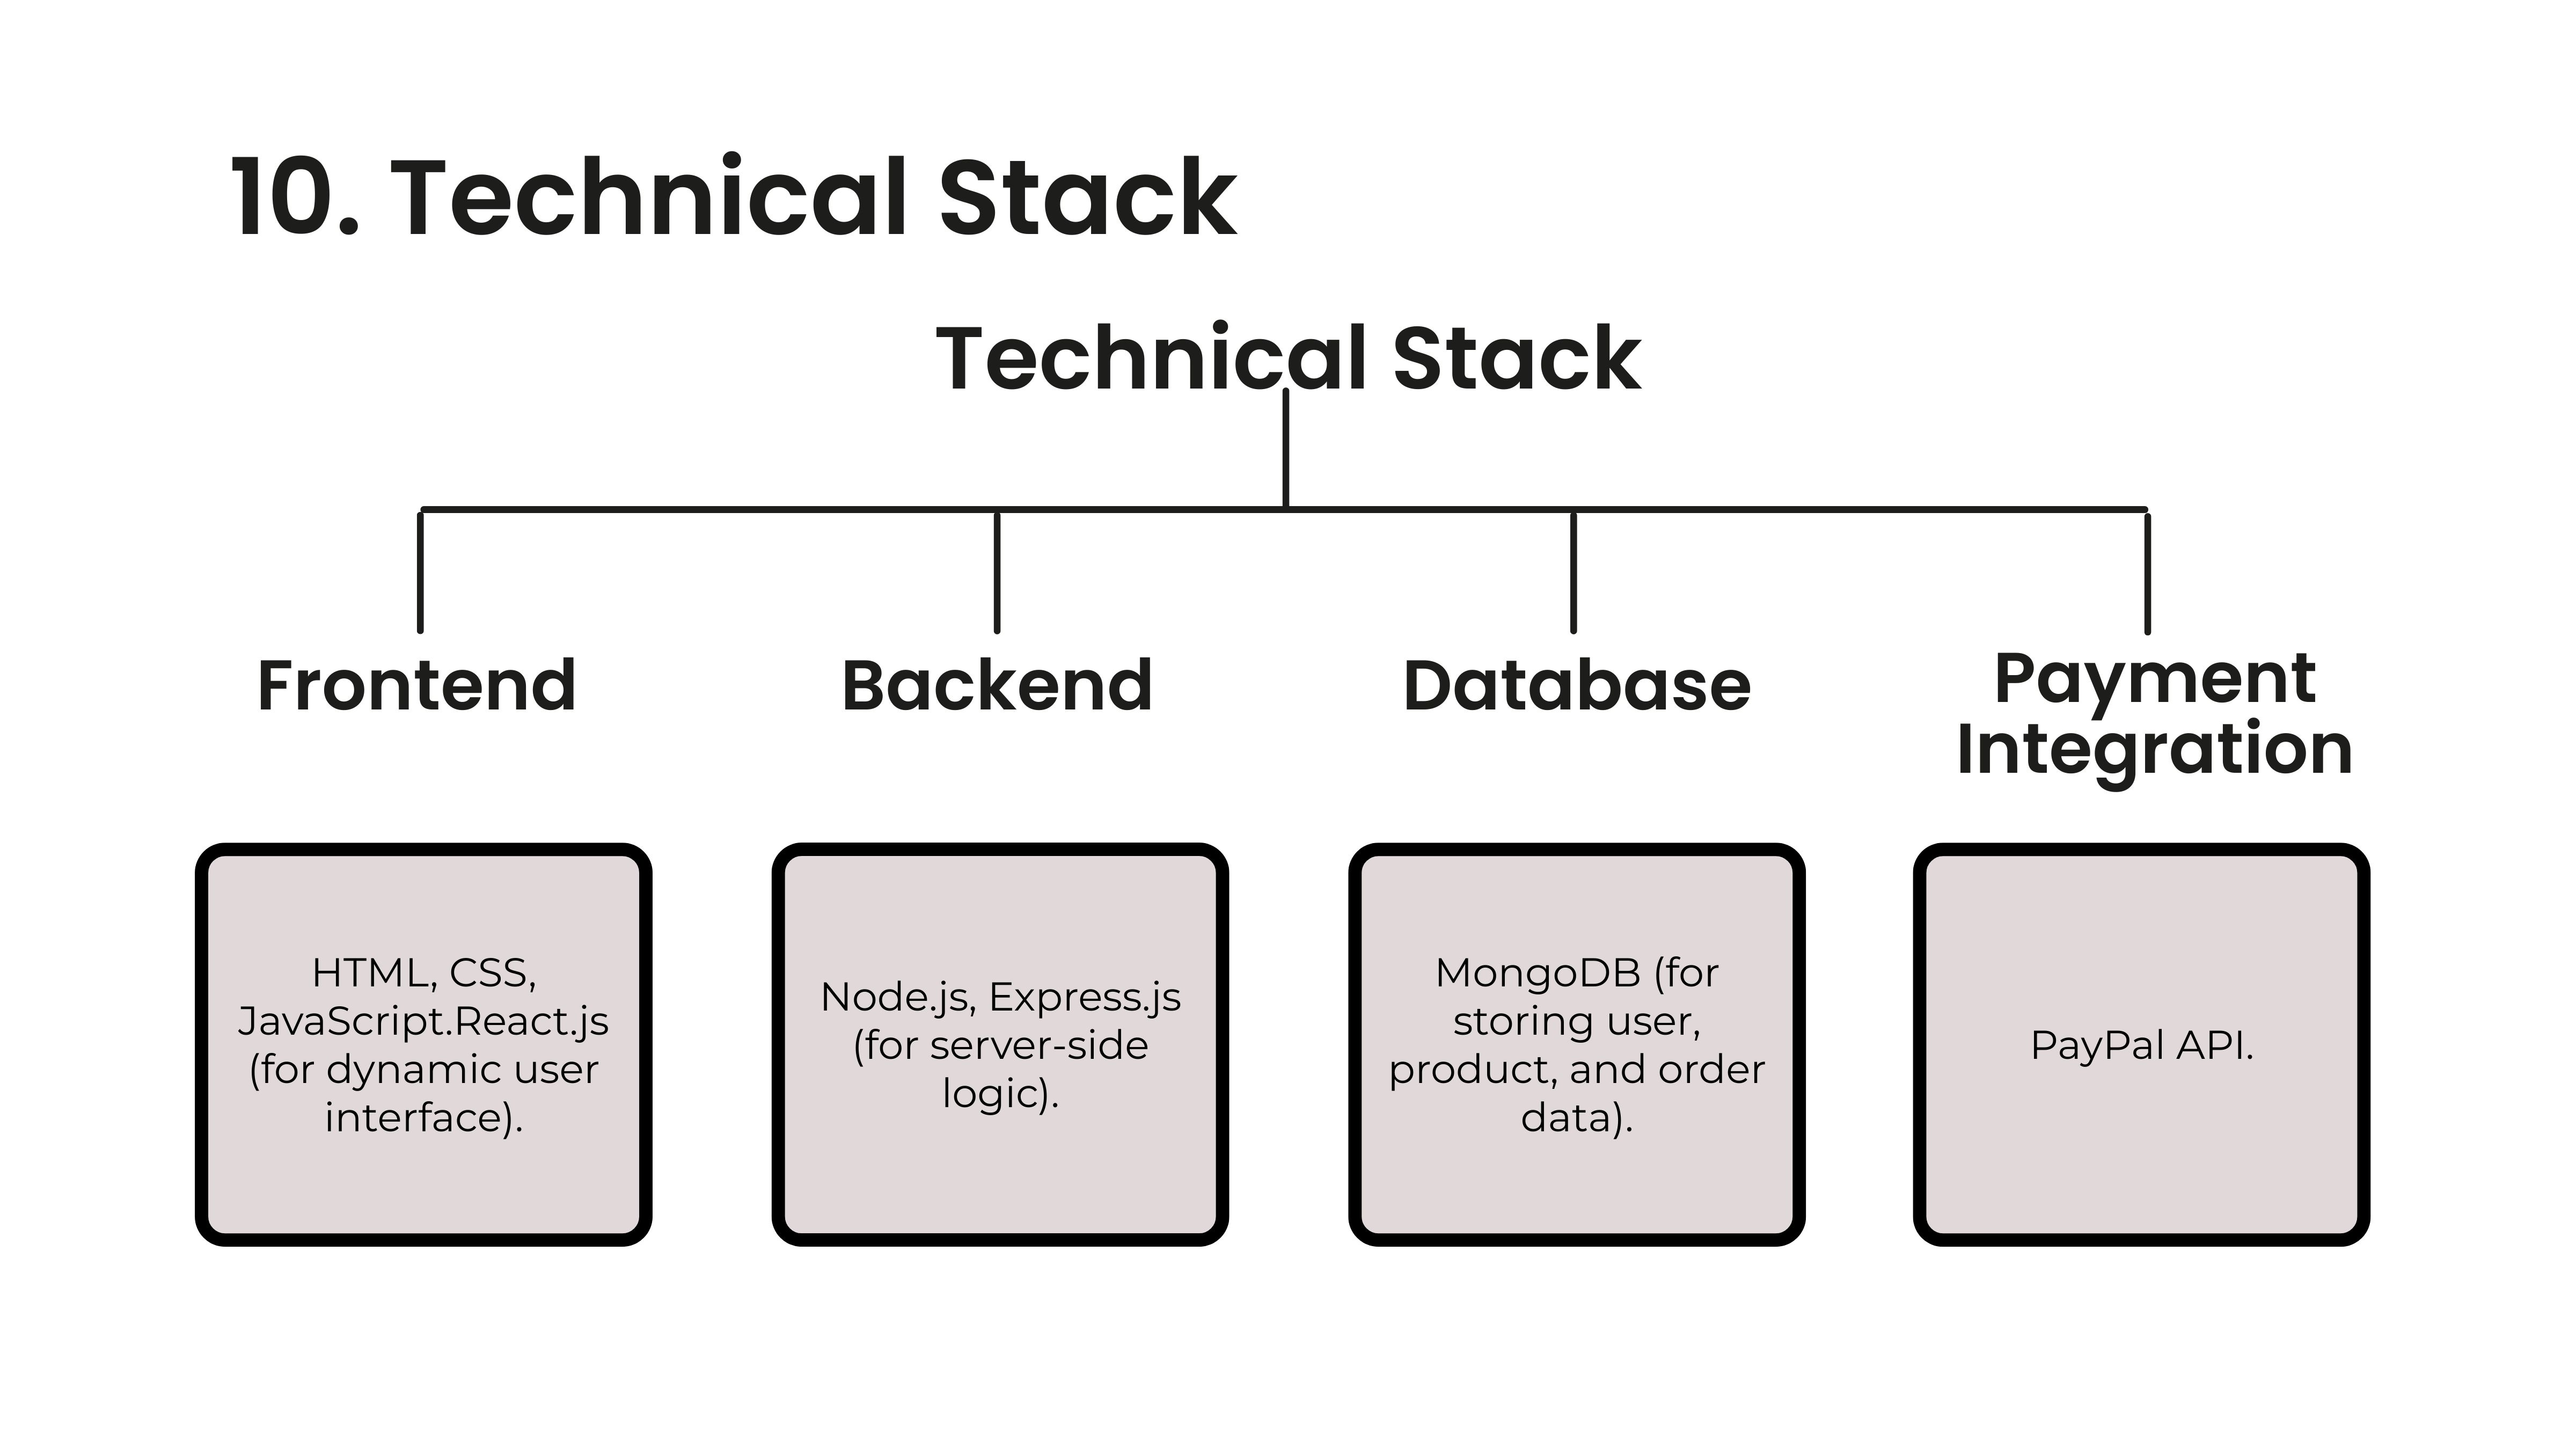 10. Technical Stack
Technical Stack
Frontend
Backend
Database
Payment
Integration
HTML, CSS,
JavaScript.React.js
(for dynamic user
interface).
Node.js, Express.js
(for server-side
logic).
MongoDB (for
storing user,
product, and order
data).
PayPal API.